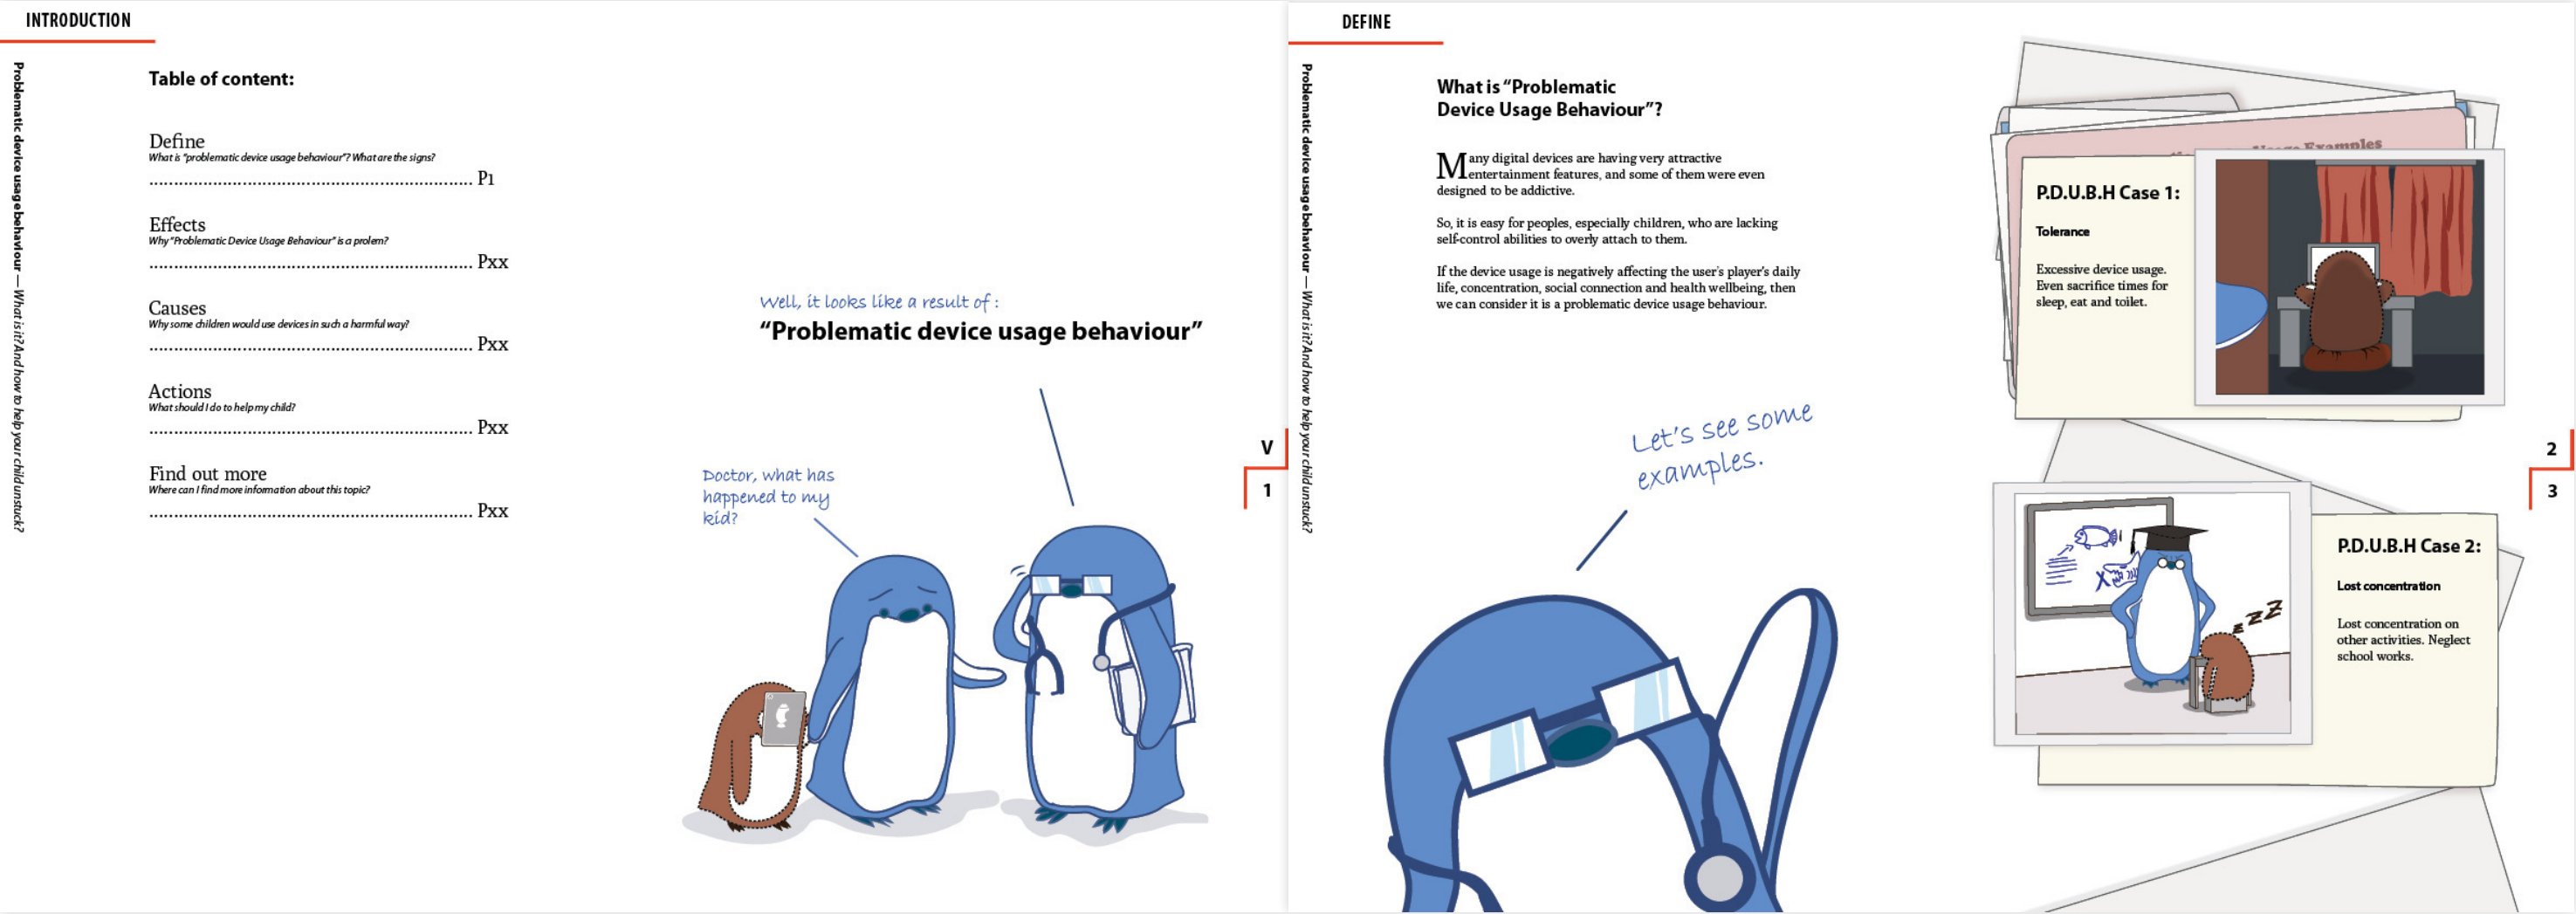 INTRODUCTION
Problematic device usage behaviour — What is it? And how to help your child unstuck?
Table of content:
Define
What is “problematic device usage behaviour”? What are the signs?
.................................................................. P1
Effects
Why “Problematic Device Usage Behaviour” is a prolem?
.................................................................. Pxx
Causes
Why some children would use devices in such a harmful way?
.................................................................. Pxx
Actions
What should I do to help my child?
.................................................................. Pxx
Find out more
Where can I find more information about this topic?
.................................................................. Pxx
Well, it looks like a result of :
“Problematic device usage behaviour”
Doctor, what has
happened to my
kid?
V
1
DEFINE
Problematic device usage behaviour — What is it? And how to help your child unstuck?
What is “Problematic
Device Usage Behaviour”?
Many digital devices are having very attractive
entertainment features, and some of them were even
designed to be addictive.
So, it is easy for peoples, especially children, who are lacking
self-control abilities to overly attach to them.
If the device usage is negatively affecting the user's player's daily
life, concentration, social connection and health wellbeing, then
we can consider it is a problematic device usage behaviour.
Let's see some
examples.
Examples
P.D.U.B.H Case 1:
Tolerance
Excessive device usage.
Even sacrifice times for
sleep, eat and toilet.
P.D.U.B.H Case 2:
Lost concentration
Lost concentration on
other activities. Neglect
school works.
zZZ
X
2
3